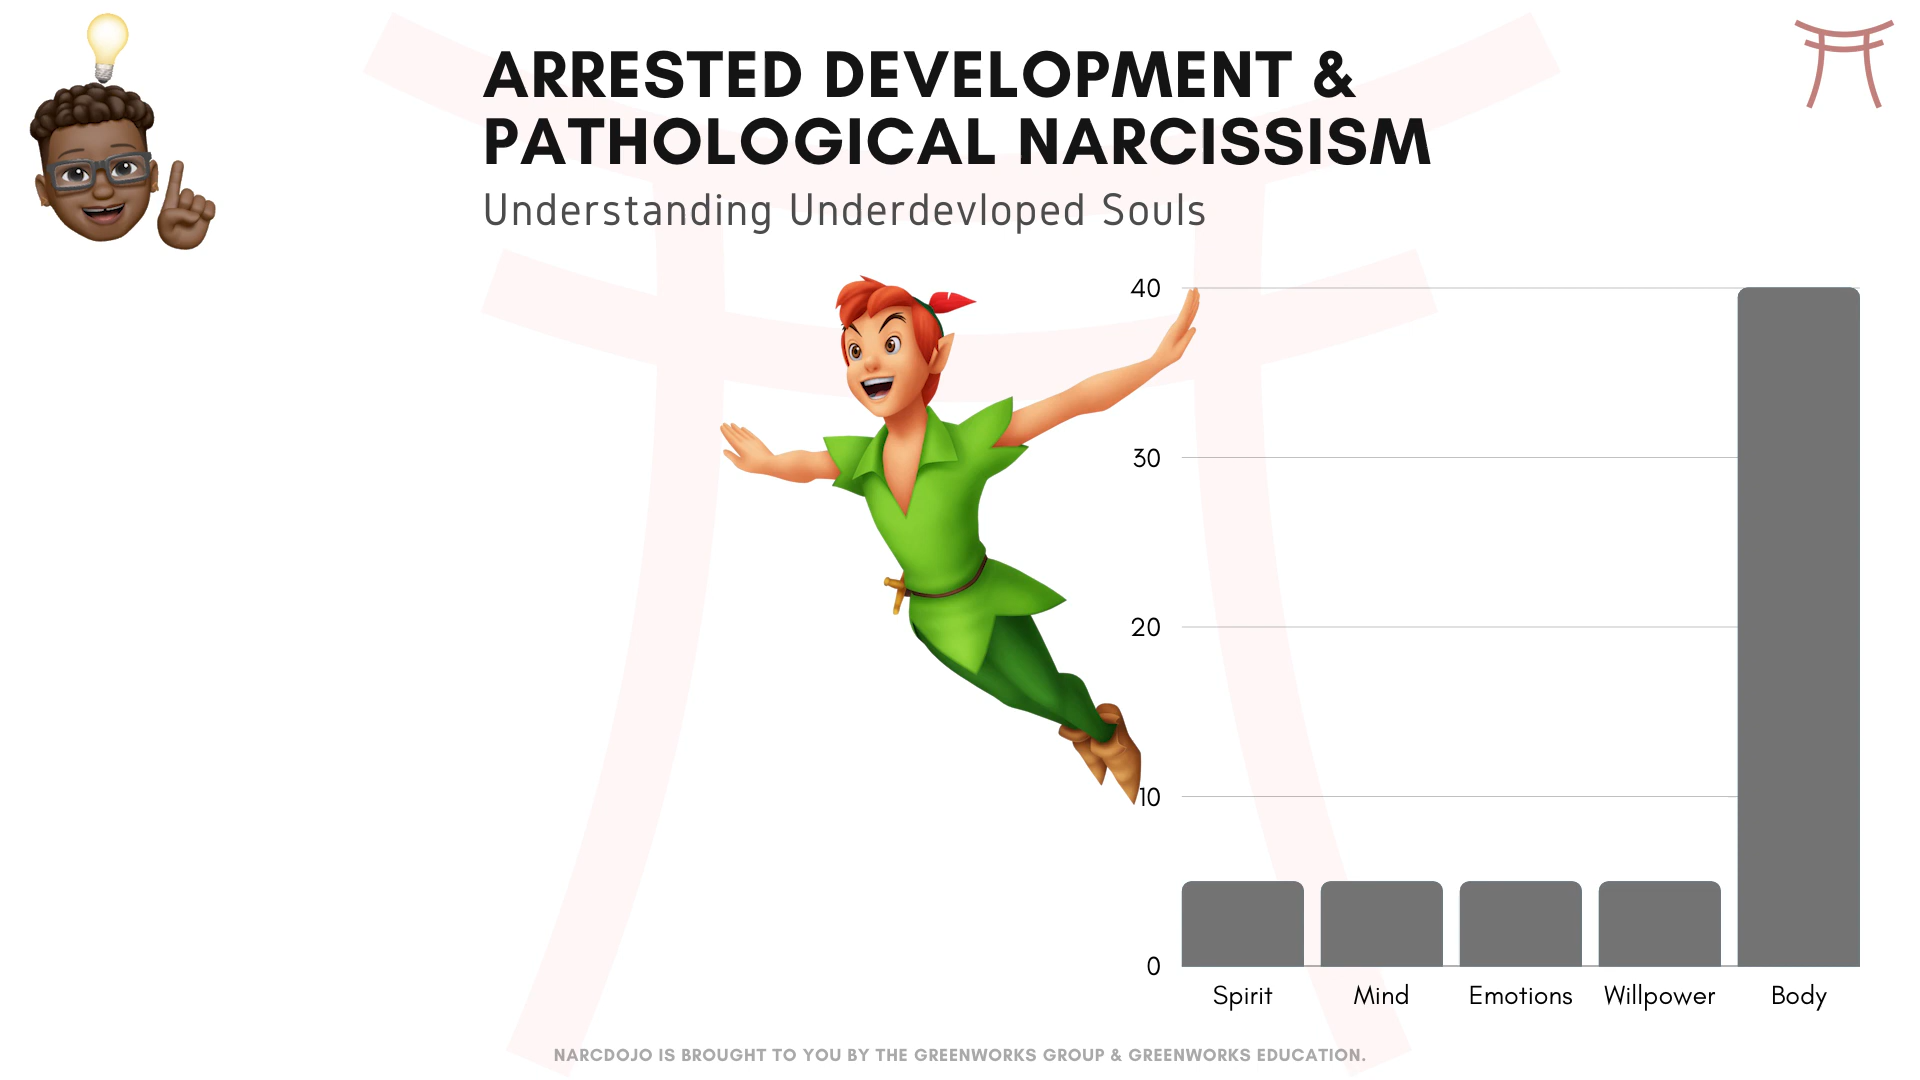 ARRESTED DEVELOPMENT &
PATHOLOGICAL NARCISSISM
Understanding Underdevloped Souls
40
30
20
10
0
Spirit Mind Emotions Willpower Body
NARCDOJO IS BROUGHT TO YOU BY THE GREENWORKS GROUP & GREENWORKS EDUCATION.